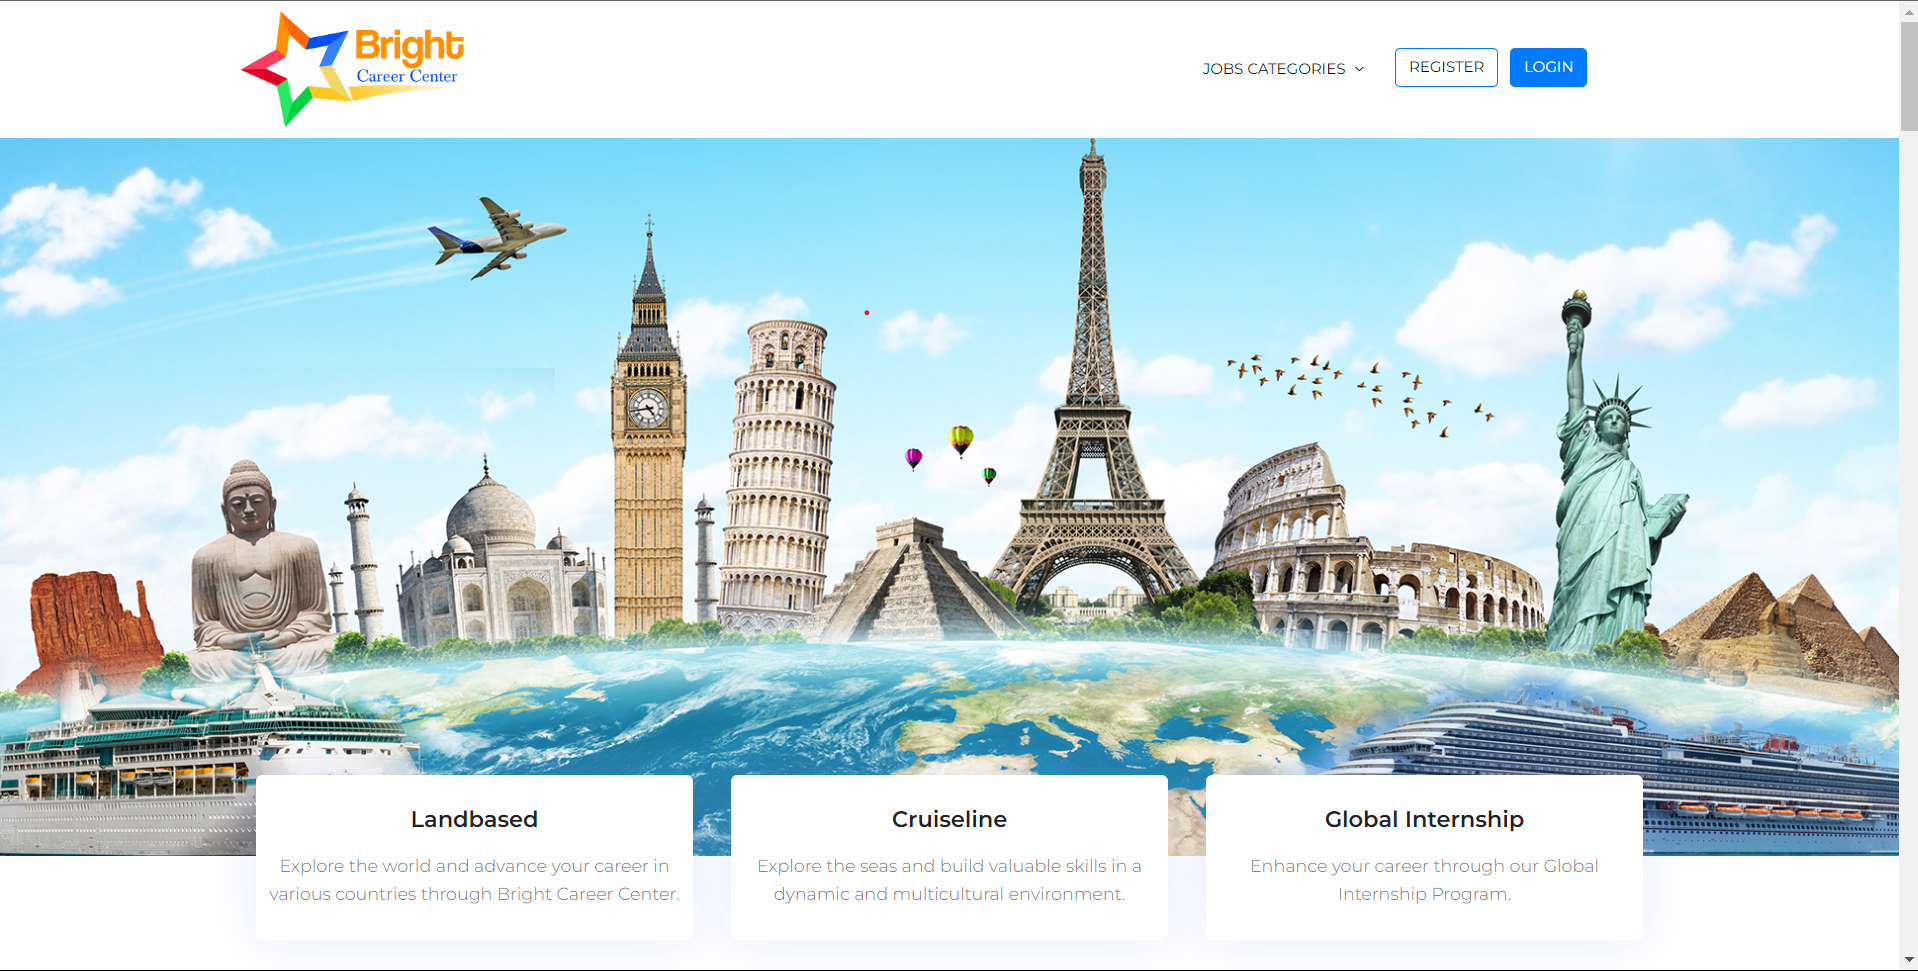 Bright
Career Center
JOBS CATEGORIES
REGISTER
LOGIN
Landbased
Explore the world and advance your career in
various countries through Bright Career Center.
Cruiseline
Explore the seas and build valuable skills in a
dynamic and multicultural environment.
Global Internship
Enhance your career through our Global
Internship Program.